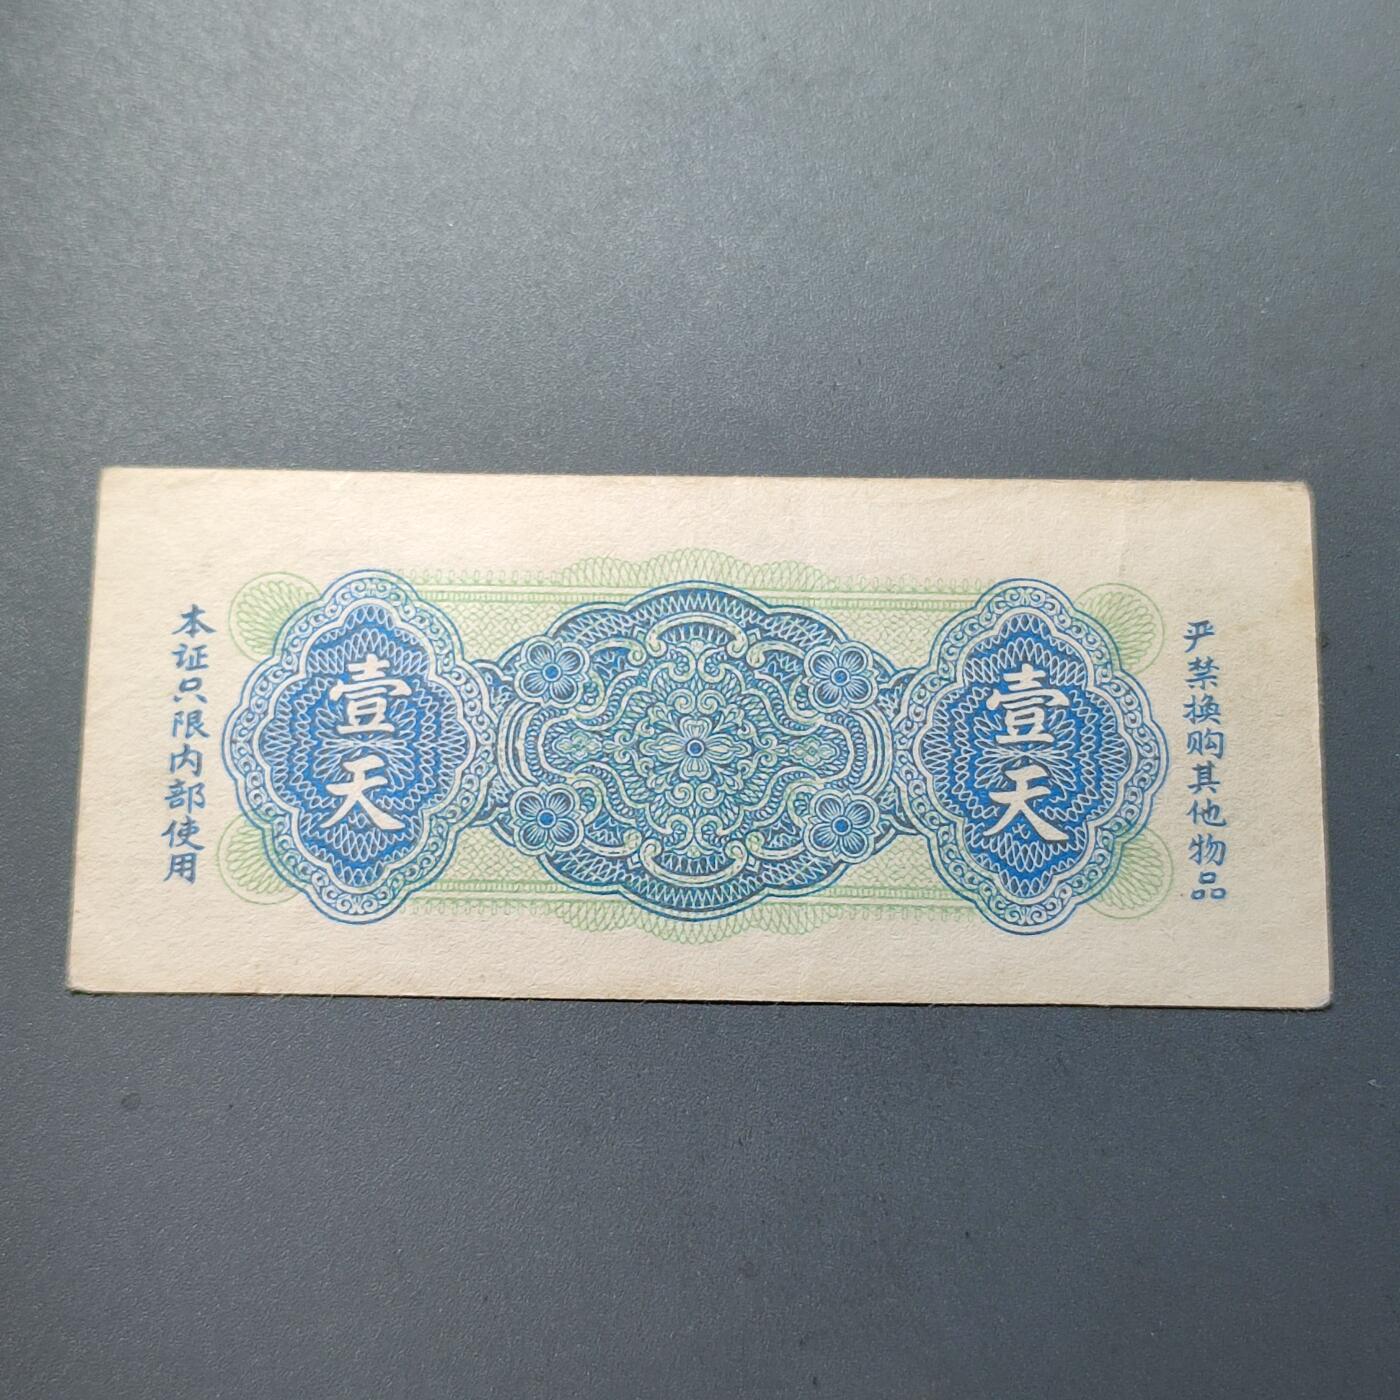 本证只限内部使用
壹天
壹天
严禁换购其他物品